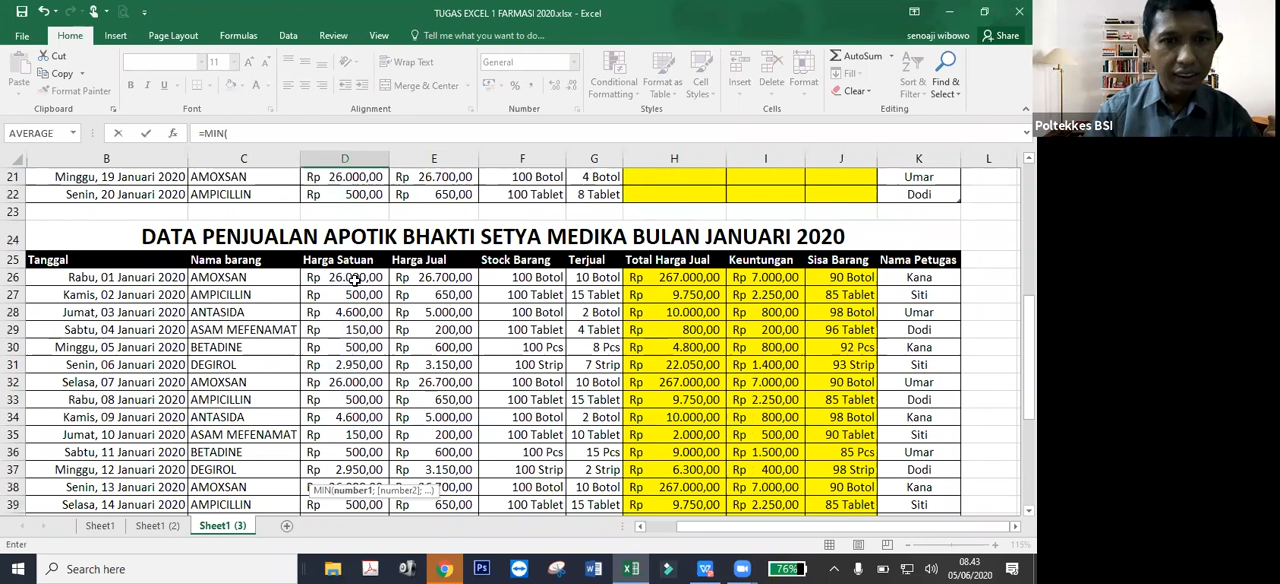 TUGAS EXCEL 1 FARMASI 2020.xlsx - Excel
File Home Insert Page Layout Formulas Data Review View Tell me what you want to do... senoaji wibowo Share
Paste Cut Copy Format Painter Clipboard
11 B I U Font
Wrap Text Merge & Center Alignment
General % Number
Conditional Formatting Format as Table Cell Styles Styles
Insert Delete Format Cells
AutoSum Fill Clear Sort & Filter Find & Select Editing
Poltekkes BSI
AVERAGE fx =MIN(
B C D E F G H I J K L
21 Minggu, 19 Januari 2020 AMOXSAN Rp 26.000,00 Rp 26.700,00 100 Botol 4 Botol Umar
22 Senin, 20 Januari 2020 AMPICILLIN Rp 500,00 Rp 650,00 100 Tablet 8 Tablet Dodi
23
24 DATA PENJUALAN APOTIK BHAKTI SETYA MEDIKA BULAN JANUARI 2020
25 Tanggal Nama barang Harga Satuan Harga Jual Stock Barang Terjual Total Harga Jual Keuntungan Sisa Barang Nama Petugas
26 Rabu, 01 Januari 2020 AMOXSAN Rp 26.000,00 Rp 26.700,00 100 Botol 10 Botol Rp 267.000,00 Rp 7.000,00 90 Botol Kana
27 Kamis, 02 Januari 2020 AMPICILLIN Rp 500,00 Rp 650,00 100 Tablet 15 Tablet Rp 9.750,00 Rp 2.250,00 85 Tablet Siti
28 Jumat, 03 Januari 2020 ANTASIDA Rp 4.600,00 Rp 5.000,00 100 Botol 2 Botol Rp 10.000,00 Rp 800,00 98 Botol Umar
29 Sabtu, 04 Januari 2020 ASAM MEFENAMAT Rp 150,00 Rp 200,00 100 Tablet 4 Tablet Rp 800,00 Rp 200,00 96 Tablet Dodi
30 Minggu, 05 Januari 2020 BETADINE Rp 500,00 Rp 600,00 100 Pcs 8 Pcs Rp 4.800,00 Rp 800,00 92 Pcs Kana
31 Senin, 06 Januari 2020 DEGIROL Rp 2.950,00 Rp 3.150,00 100 Strip 7 Strip Rp 22.050,00 Rp 1.400,00 93 Strip Siti
32 Selasa, 07 Januari 2020 AMOXSAN Rp 26.000,00 Rp 26.700,00 100 Botol 10 Botol Rp 267.000,00 Rp 7.000,00 90 Botol Umar
33 Rabu, 08 Januari 2020 AMPICILLIN Rp 500,00 Rp 650,00 100 Tablet 15 Tablet Rp 9.750,00 Rp 2.250,00 85 Tablet Dodi
34 Kamis, 09 Januari 2020 ANTASIDA Rp 4.600,00 Rp 5.000,00 100 Botol 2 Botol Rp 10.000,00 Rp 800,00 98 Botol Kana
35 Jumat, 10 Januari 2020 ASAM MEFENAMAT Rp 150,00 Rp 200,00 100 Tablet 10 Tablet Rp 2.000,00 Rp 500,00 90 Tablet Siti
36 Sabtu, 11 Januari 2020 BETADINE Rp 500,00 Rp 600,00 100 Pcs 15 Pcs Rp 9.000,00 Rp 1.500,00 85 Pcs Umar
37 Minggu, 12 Januari 2020 DEGIROL Rp 2.950,00 Rp 3.150,00 100 Strip 2 Strip Rp 6.300,00 Rp 400,00 98 Strip Dodi
38 Senin, 13 Januari 2020 AMOXSAN MIN(number1; [number2]; ...) 100 Botol 10 Botol Rp 267.000,00 Rp 7.000,00 90 Botol Kana
39 Selasa, 14 Januari 2020 AMPICILLIN Rp 500,00 Rp 650,00 100 Tablet 15 Tablet Rp 9.750,00 Rp 2.250,00 85 Tablet Siti
Sheet1 Sheet1 (2) Sheet1 (3)
Enter 115%
Search here 76% 08.43
05/06/2020